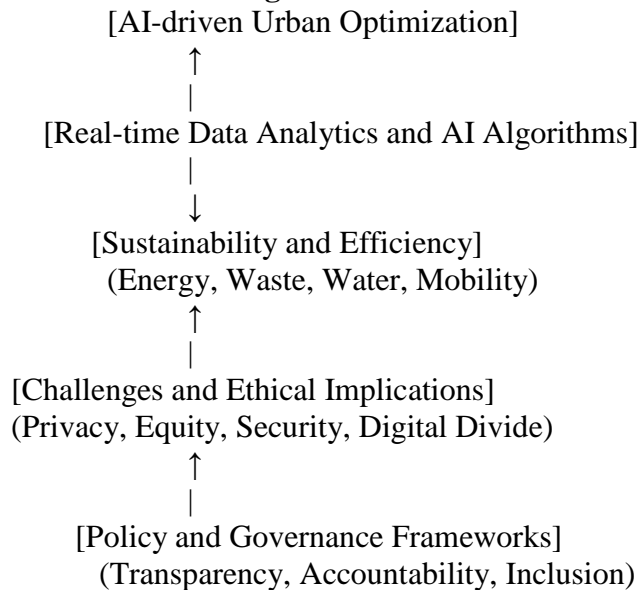 [AI-driven Urban Optimization]
↑
|
[Real-time Data Analytics and AI Algorithms]
|
↓
[Sustainability and Efficiency]
(Energy, Waste, Water, Mobility)
↑
|
[Challenges and Ethical Implications]
(Privacy, Equity, Security, Digital Divide)
↑
|
[Policy and Governance Frameworks]
(Transparency, Accountability, Inclusion)